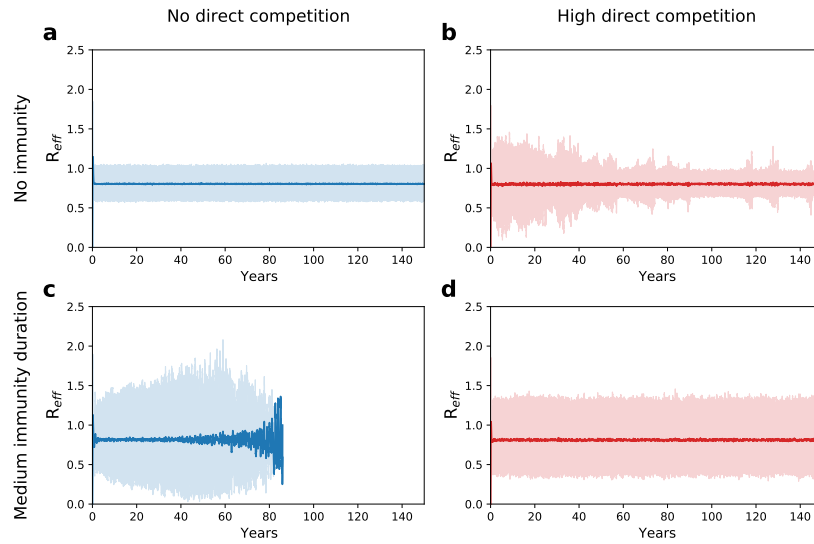 No direct competition
High direct competition
a
No immunity
R_eff
2.5
2.0
1.5
1.0
0.5
0.0
0 20 40 60 80 100 120 140
Years
b
R_eff
2.5
2.0
1.5
1.0
0.5
0.0
0 20 40 60 80 100 120 140
Years
c
Medium immunity duration
R_eff
2.5
2.0
1.5
1.0
0.5
0.0
0 20 40 60 80 100 120 140
Years
d
R_eff
2.5
2.0
1.5
1.0
0.5
0.0
0 20 40 60 80 100 120 140
Years